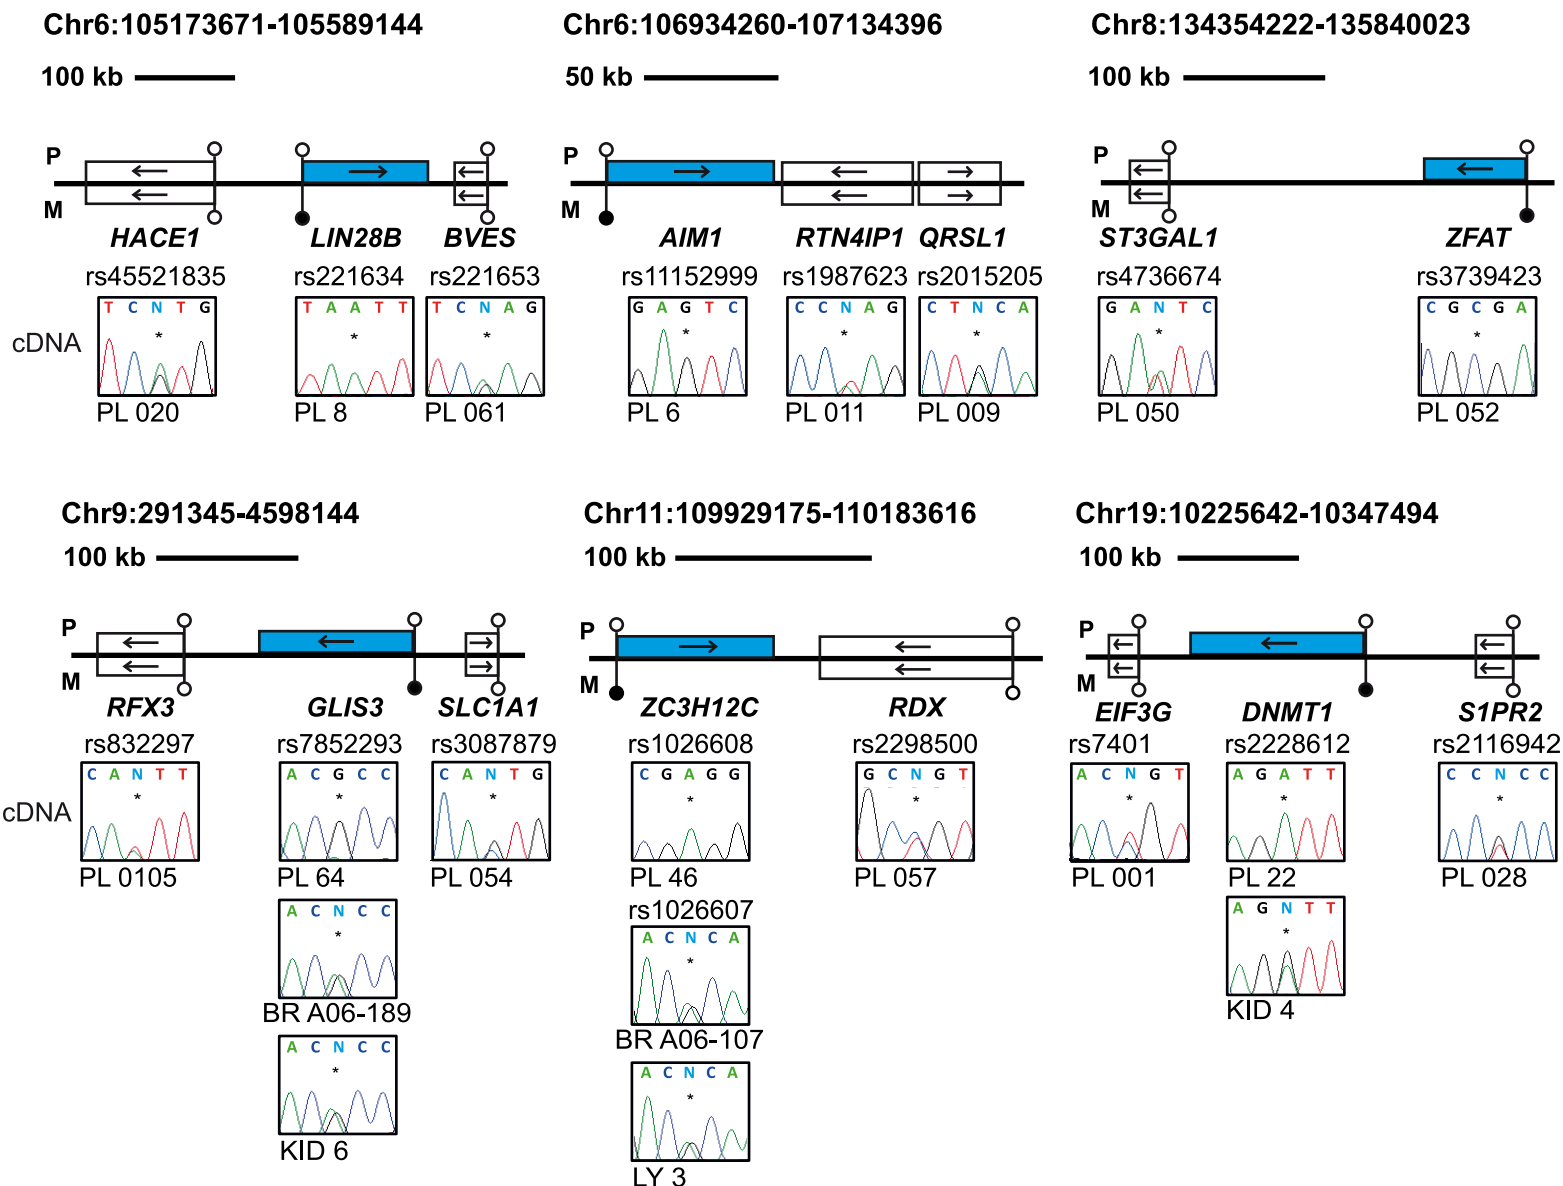 Chr6:105173671-105589144
100 kb
P
M
HACE1 LIN28B BVES
rs45521835 rs221634 rs221653
cDNA
T C N T G
*
PL 020
T A A T T
*
PL 8
T C N A G
*
PL 061
Chr6:106934260-107134396
50 kb
P
M
AIM1 RTN4IP1 QRSL1
rs11152999 rs1987623 rs2015205
G A G T C
*
PL 6
C C N A G
*
PL 011
C T N C A
*
PL 009
Chr8:134354222-135840023
100 kb
P
M
ST3GAL1 ZFAT
rs4736674 rs3739423
G A N T C
*
PL 050
C G C G A
*
PL 052
Chr9:291345-4598144
100 kb
P
M
RFX3 GLIS3 SLC1A1
rs832297 rs7852293 rs3087879
cDNA
C A N T T
*
PL 0105
A C G C C
*
PL 64
C A N T G
*
PL 054
A C N C C
*
BR A06-189
A C N C C
*
KID 6
Chr11:109929175-110183616
100 kb
P
M
ZC3H12C RDX
rs1026608 rs2298500
C G A G G
*
PL 46
G C N G T
*
PL 057
rs1026607
A C N C A
*
BR A06-107
A C N C A
*
LY 3
Chr19:10225642-10347494
100 kb
P
M
EIF3G DNMT1 S1PR2
rs7401 rs2228612 rs2116942
A C N G T
*
PL 001
A G A T T
*
PL 22
C C N C C
*
PL 028
A G N T T
*
KID 4